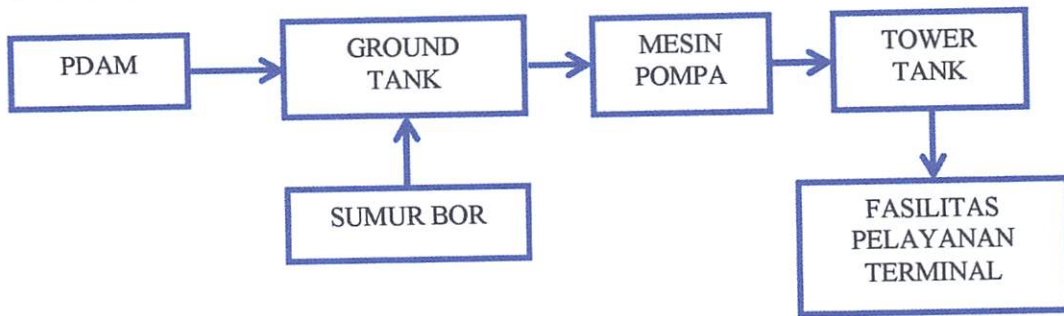 PDAM
GROUND
TANK
MESIN
POMPA
TOWER
TANK
SUMUR BOR
FASILITAS
PELAYANAN
TERMINAL